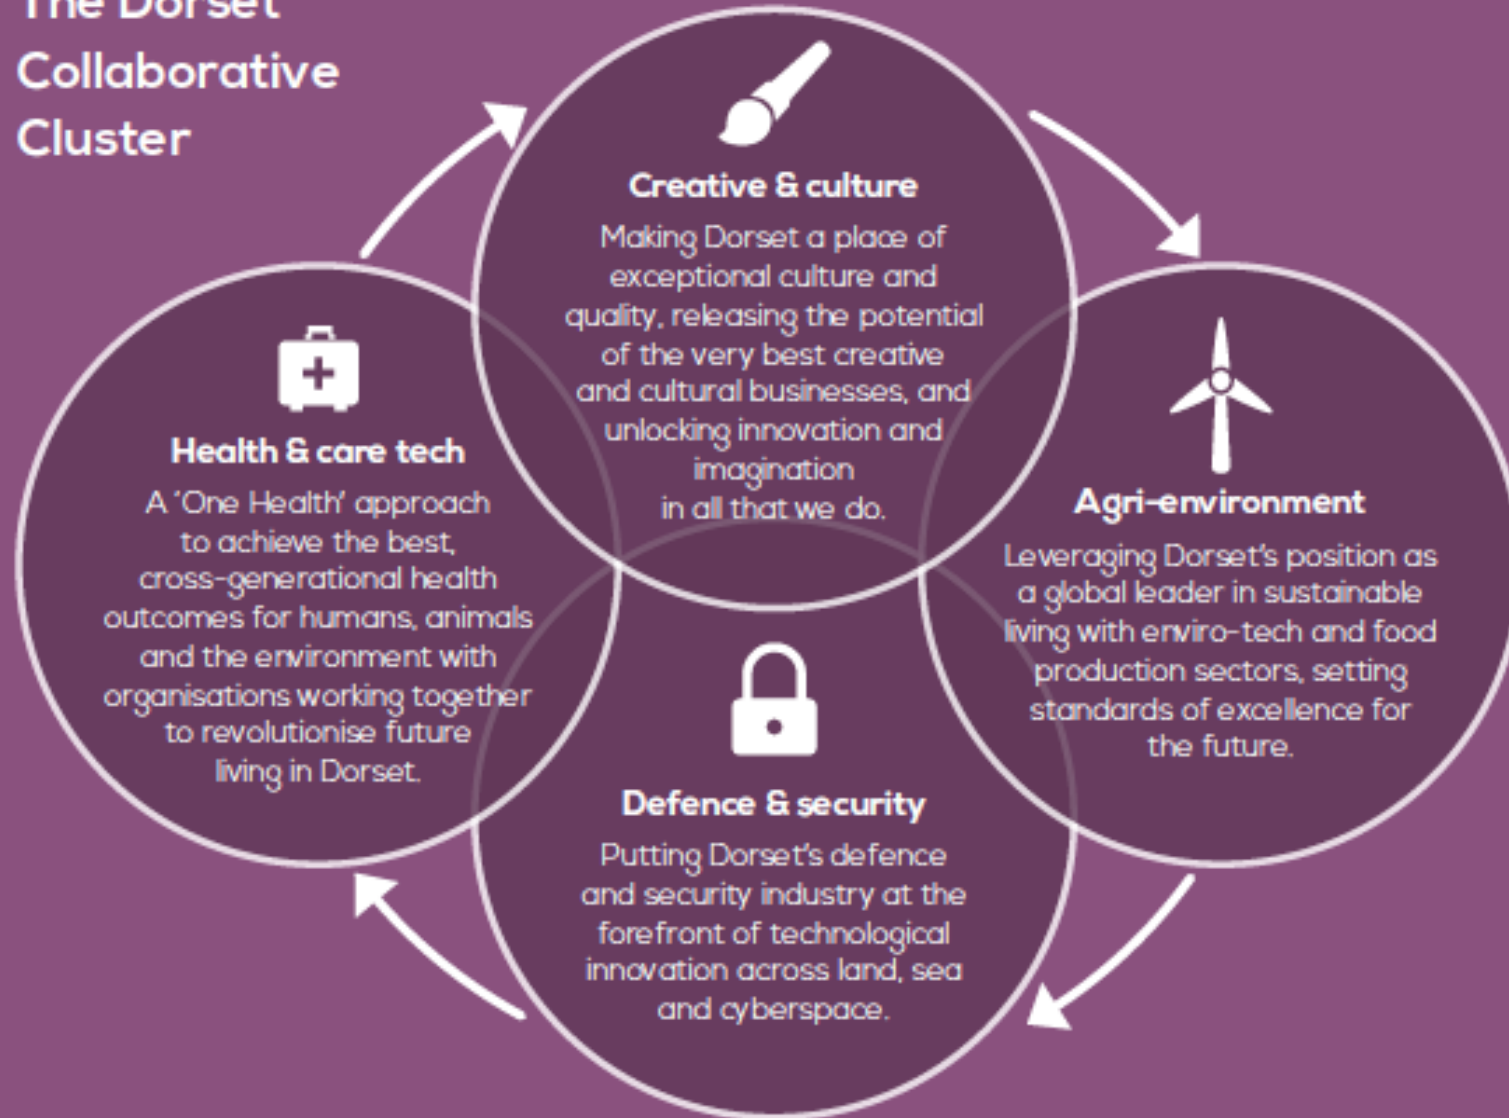 The Dorset
Collaborative
Cluster
Creative & culture
Making Dorset a place of
exceptional culture and
quality, releasing the potential
of the very best creative
and cultural businesses, and
unlocking innovation and
imagination
in all that we do.
Health & care tech
A ‘One Health’ approach
to achieve the best,
cross-generational health
outcomes for humans, animals
and the environment with
organisations working together
to revolutionise future
living in Dorset.
Agri-environment
Leveraging Dorset’s position as
a global leader in sustainable
living with enviro-tech and food
production sectors, setting
standards of excellence for
the future.
Defence & security
Putting Dorset’s defence
and security industry at the
forefront of technological
innovation across land, sea
and cyberspace.